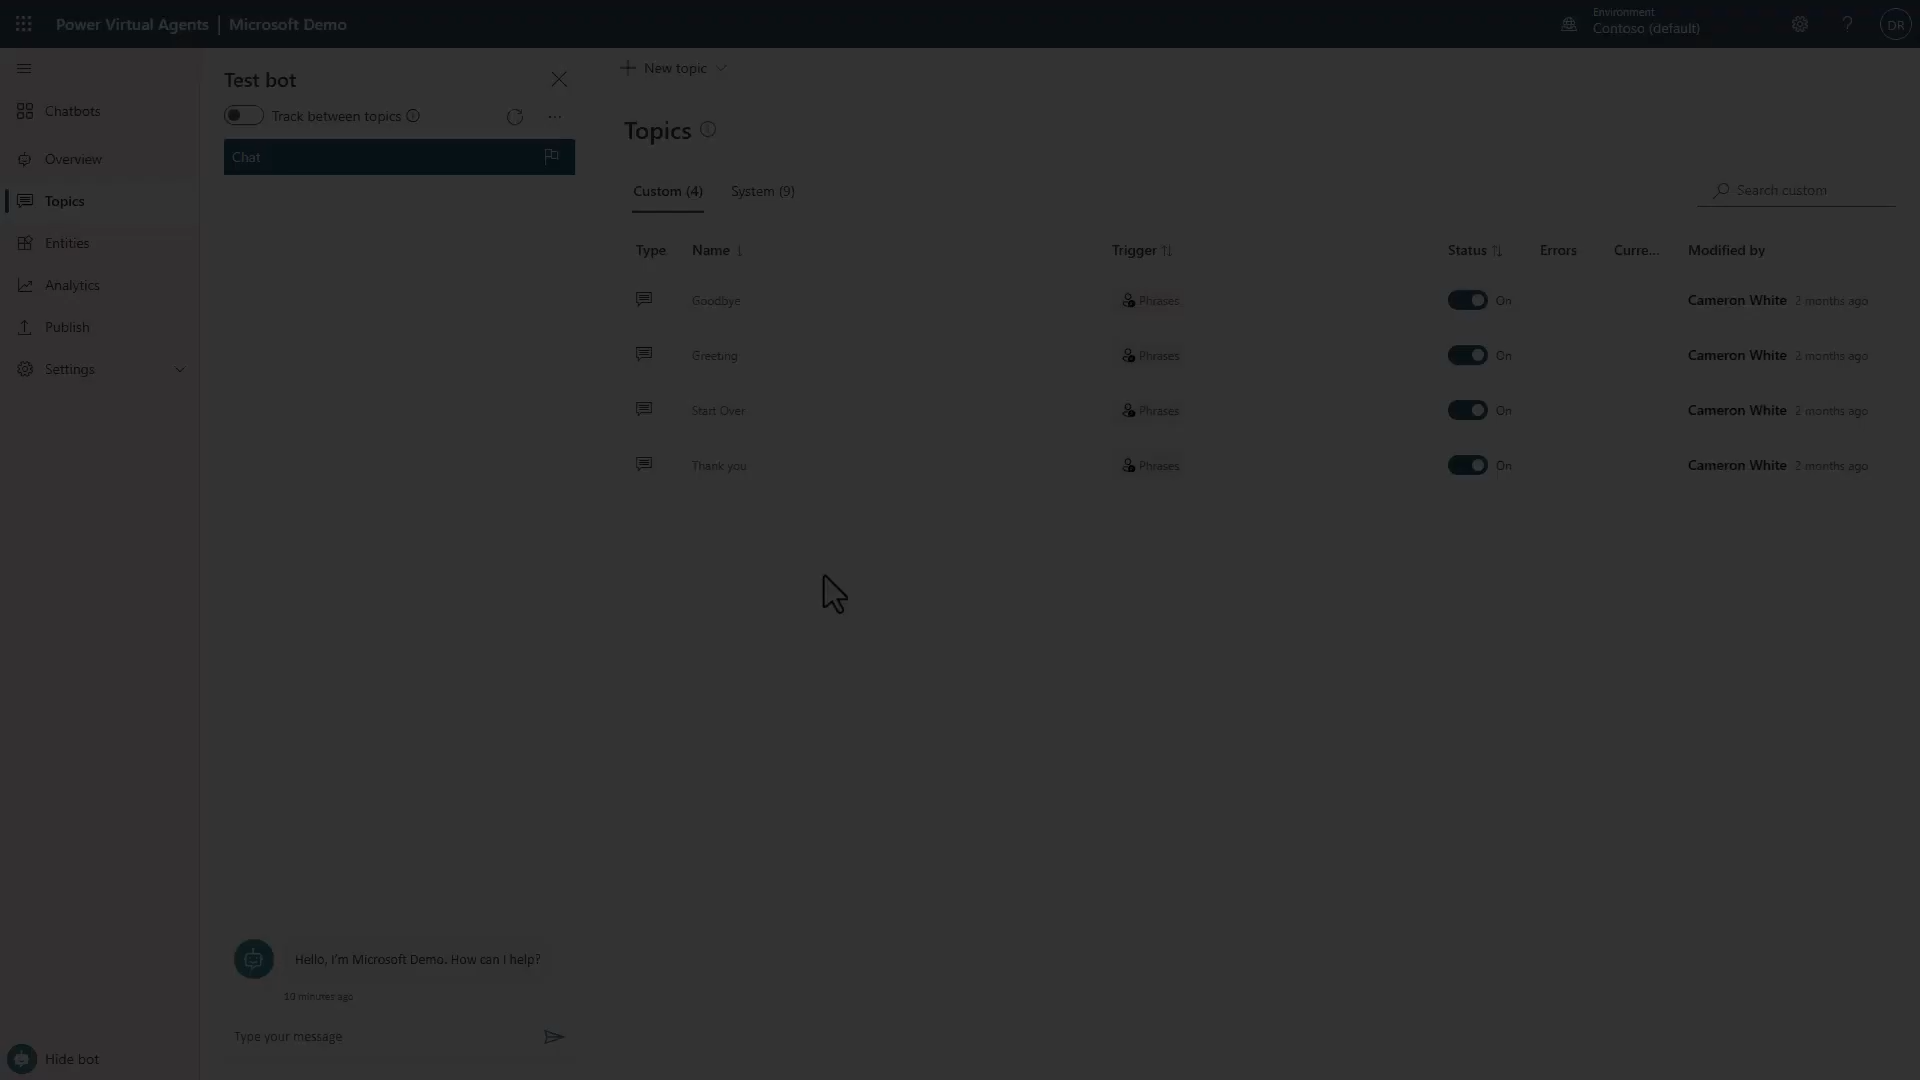 Power Virtual Agents | Microsoft Demo
Environment
Contoso (default)
?
DR
Chatbots
Overview
Topics
Entities
Analytics
Publish
Settings
Hide bot
Test bot
Track between topics
Chat
Hello, I'm Microsoft Demo. How can I help?
10 minutes ago
Type your message
New topic
Topics
Custom (4) System (9)
Search custom
Type Name Trigger Status Errors Curre... Modified by
Goodbye Phrases On Cameron White 2 months ago
Greeting Phrases On Cameron White 2 months ago
Start Over Phrases On Cameron White 2 months ago
Thank you Phrases On Cameron White 2 months ago